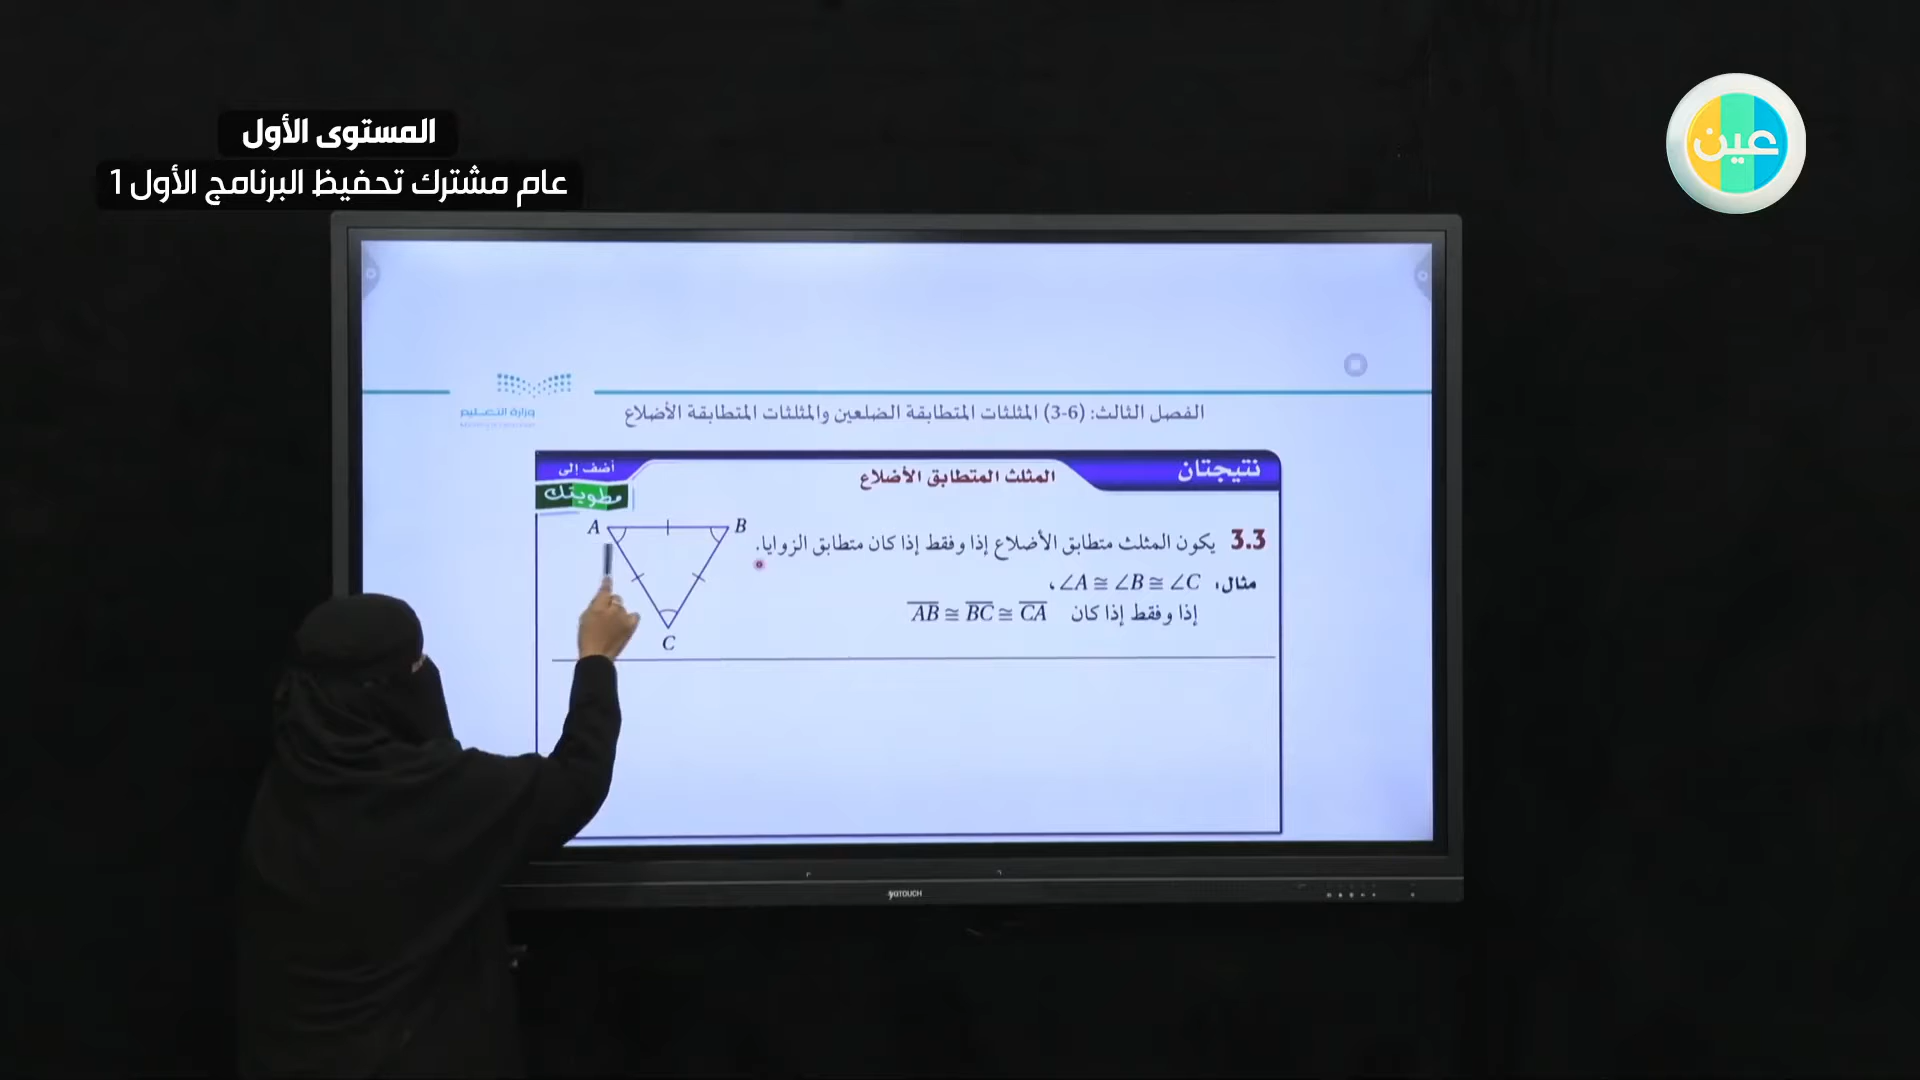 المستوى الأول
عام مشترك تحفيظ البرنامج الأول 1
عين
وزارة التعليم
الفصل الثالث: (6-3) المثلثات المتطابقة الضلعين والمثلثات المتطابقة الأضلاع
نتيجتان
المثلث المتطابق الأضلاع
أضف إلى
مطويتك
3.3 يكون المثلث متطابق الأضلاع إذا وفقط إذا كان متطابق الزوايا.
مثال، ∠A ≅ ∠B ≅ ∠C،
إذا وفقط إذا كان AB ≅ BC ≅ CA
A
B
C